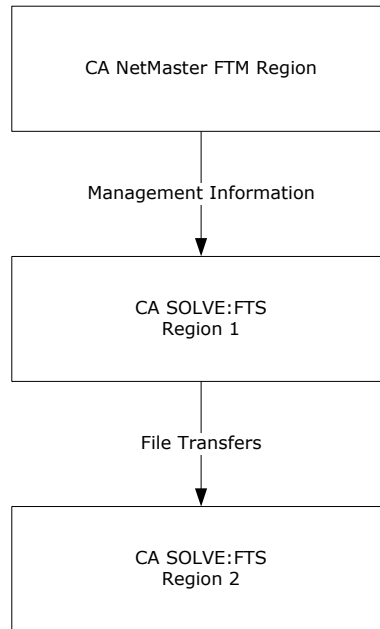 CA NetMaster FTM Region
Management Information
CA SOLVE:FTS
Region 1
File Transfers
CA SOLVE:FTS
Region 2